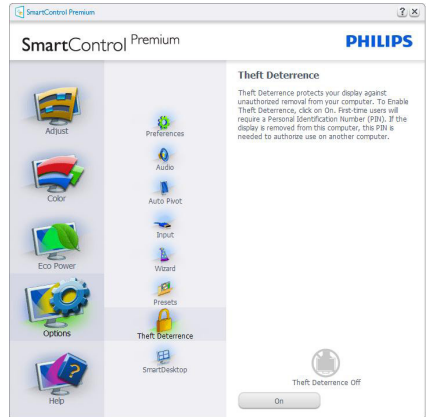 SmartControl Premium
SmartControl Premium
PHILIPS
Adjust
Color
Eco Power
Options
Help
Preferences
Audio
Auto Pivot
Input
Wizard
Presets
Theft Deterrence
SmartDesktop
Theft Deterrence
Theft Deterrence protects your display against
unauthorized removal from your computer. To Enable
Theft Deterrence, click on On. First-time users will
require a Personal Identification Number (PIN). If the
display is removed from this computer, this PIN is
needed to authorize use on another computer.
Theft Deterrence Off
On